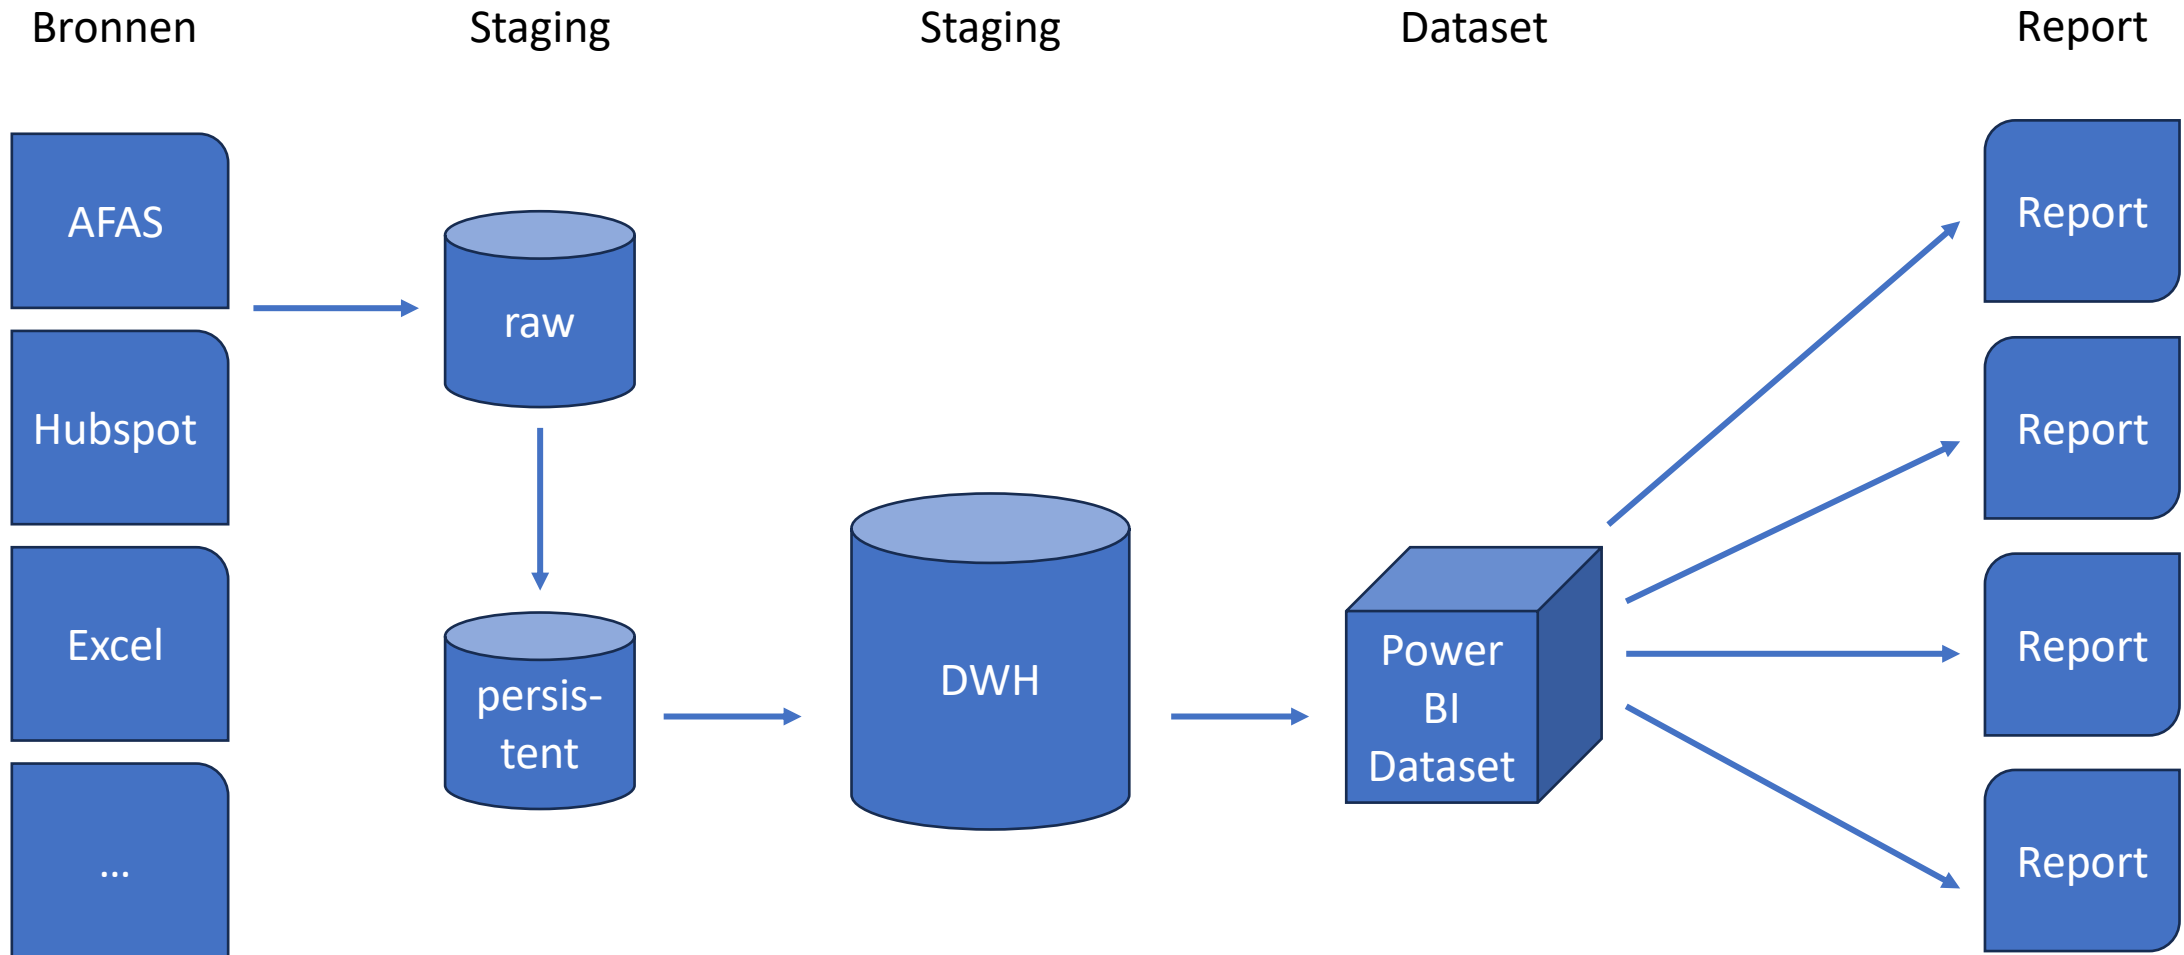 Bronnen
Staging
Staging
Dataset
Report
AFAS
Hubspot
Excel
...
raw
persis-
tent
DWH
Power
BI
Dataset
Report
Report
Report
Report